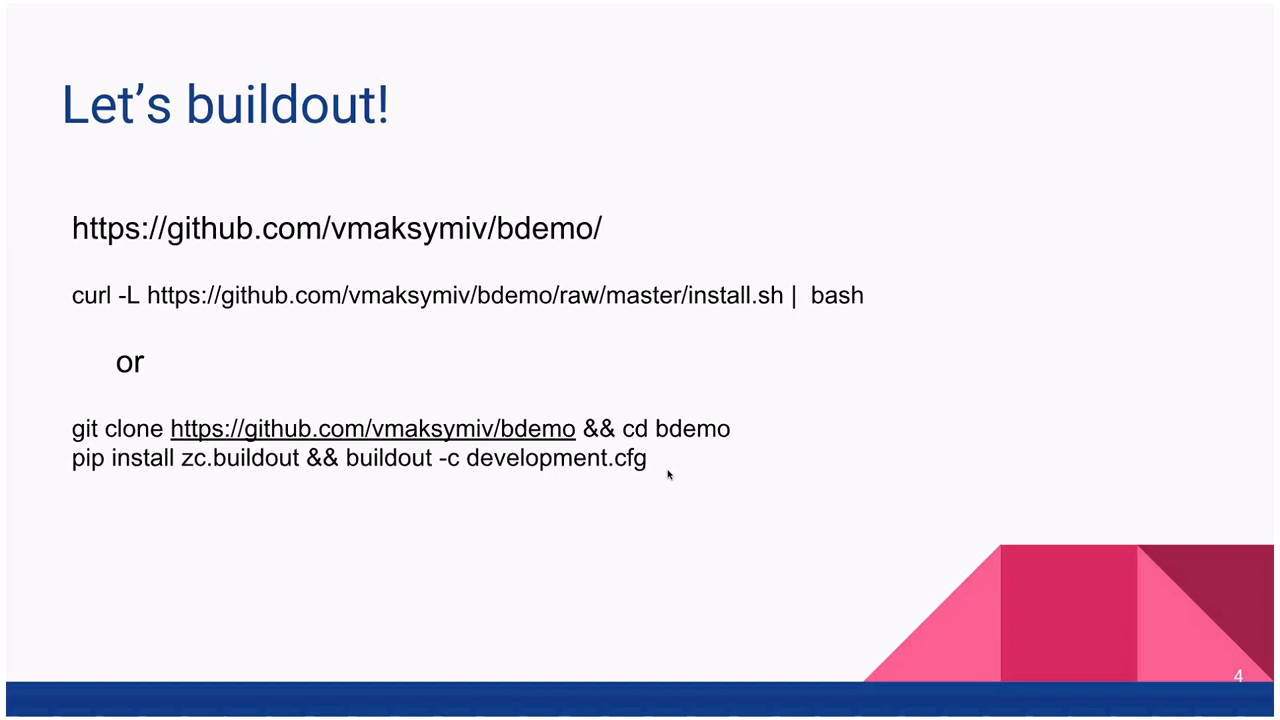 Let’s buildout!
https://github.com/vmaksymiv/bdemo/
curl -L https://github.com/vmaksymiv/bdemo/raw/master/install.sh |  bash
or
git clone https://github.com/vmaksymiv/bdemo && cd bdemo
pip install zc.buildout && buildout -c development.cfg
4